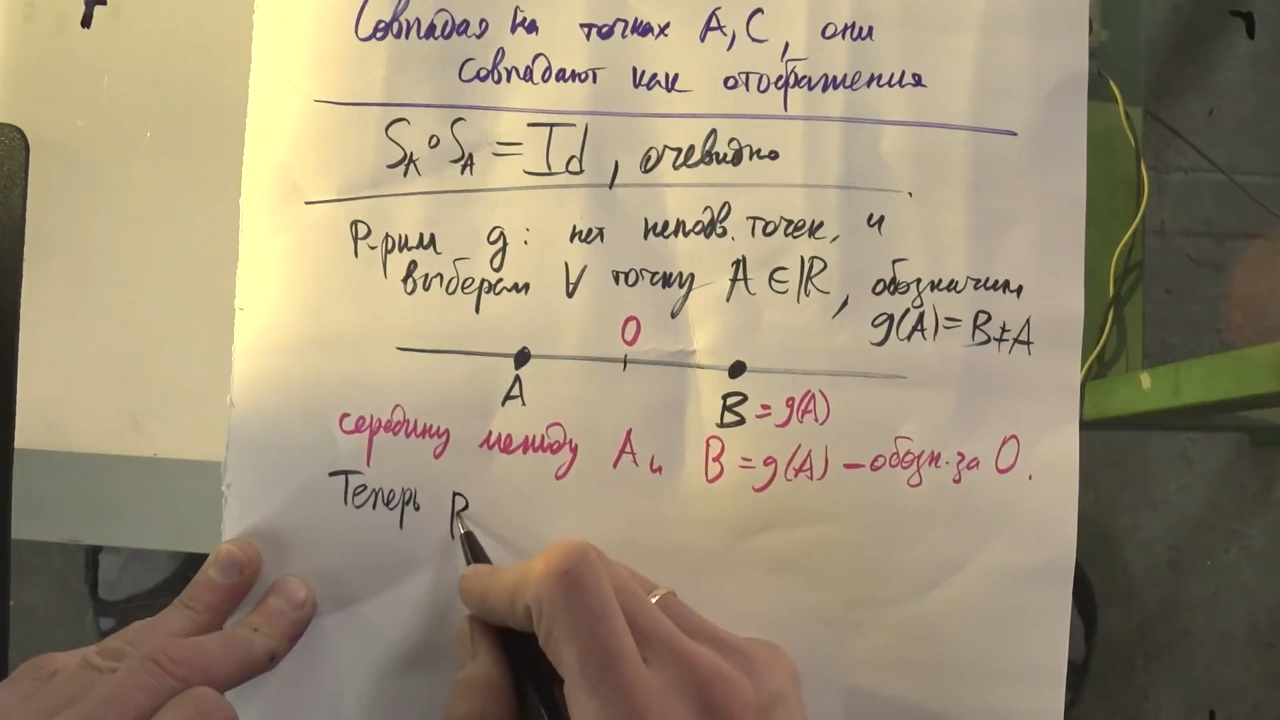 Совпадая на точках A, C, они
совпадают как отображения
S_A∘S_A = Id, очевидно
Р-рим g: нет неподв. точек, и
выберем ∀ точку A∈ℝ, обозначим
g(A)=B≠A
O
A
B = g(A)
середину между A и B = g(A) – обозн. за O.
Теперь р